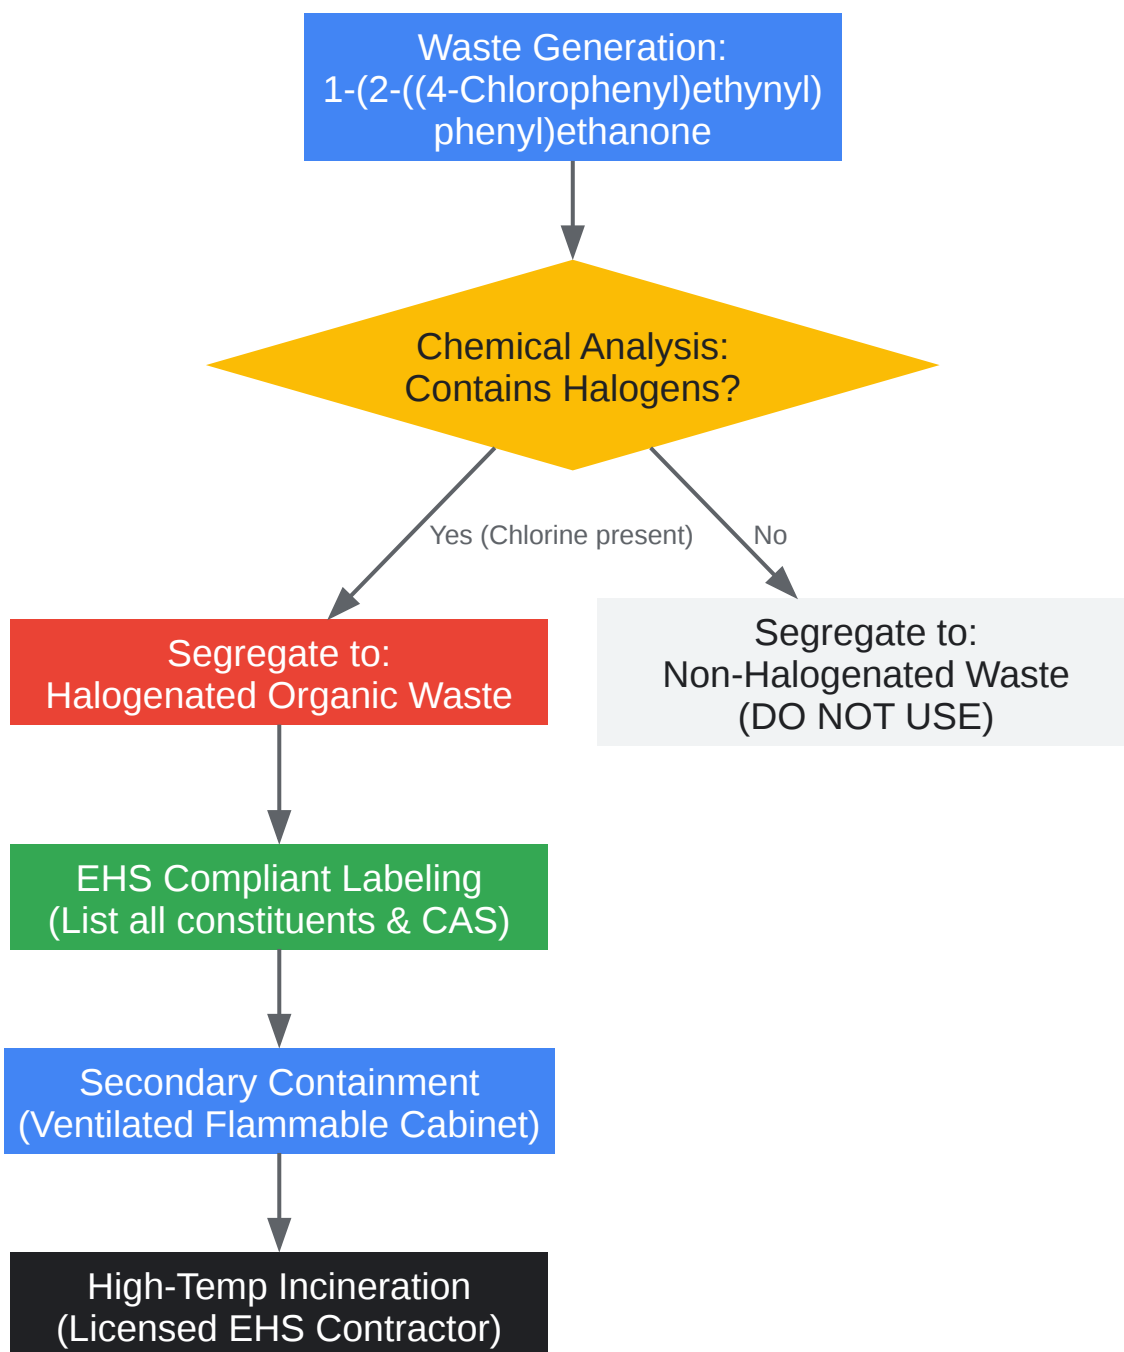 Waste Generation:
1-(2-((4-Chlorophenyl)ethynyl)
phenyl)ethanone
Chemical Analysis:
Contains Halogens?
Yes (Chlorine present)
No
Segregate to:
Halogenated Organic Waste
Segregate to:
Non-Halogenated Waste
(DO NOT USE)
EHS Compliant Labeling
(List all constituents & CAS)
Secondary Containment
(Ventilated Flammable Cabinet)
High-Temp Incineration
(Licensed EHS Contractor)